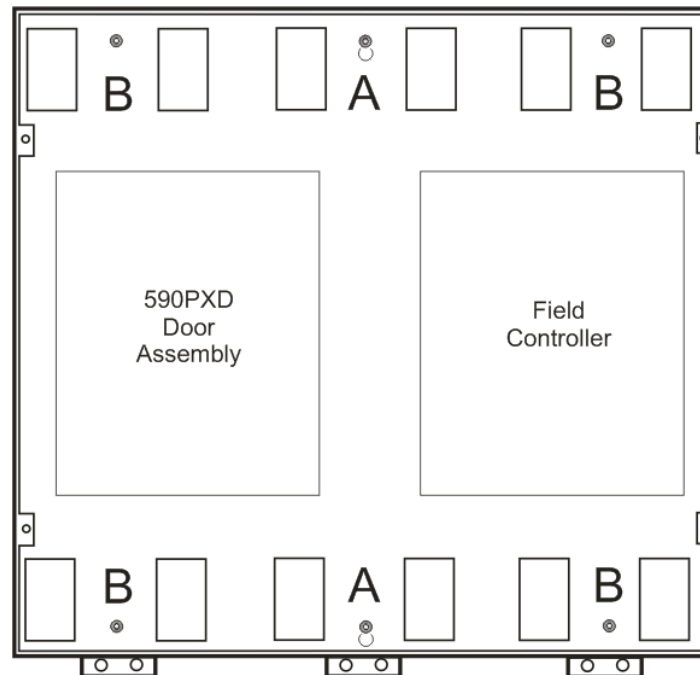 B A B
590PXD
Door
Assembly
Field
Controller
B A B